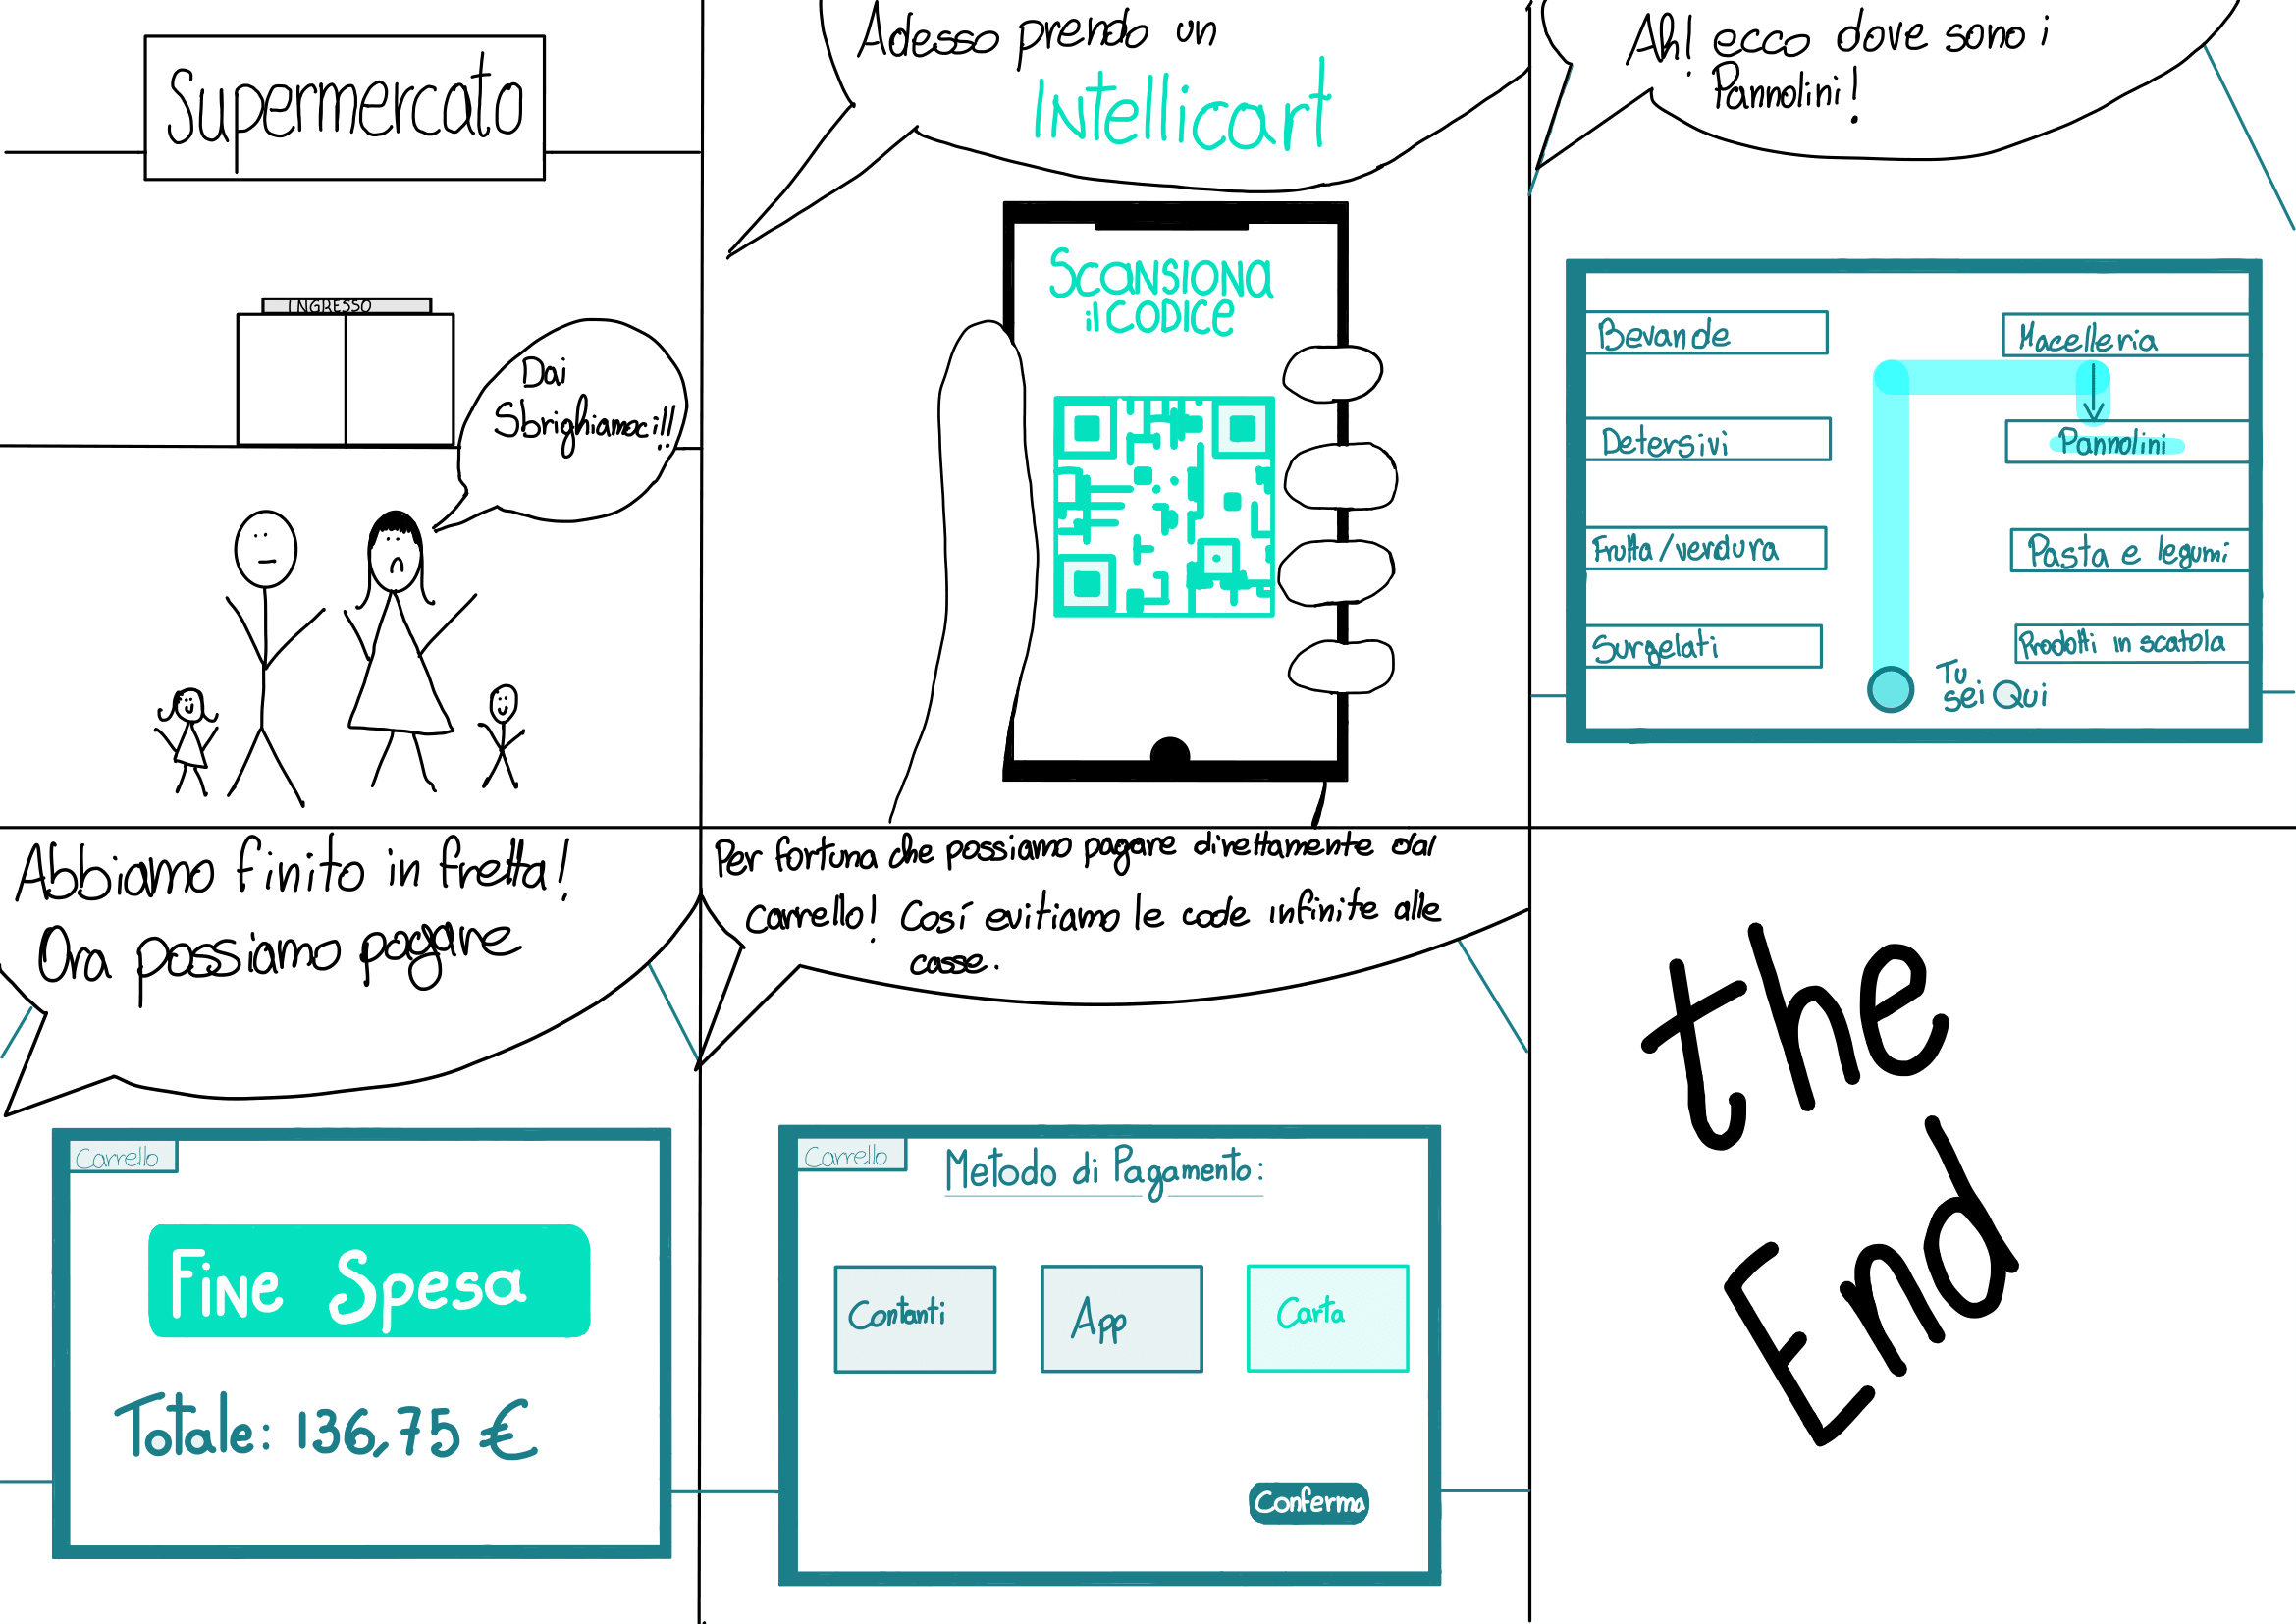 Supermercato
INGRESSO
Dai
Sbrighiamoci!!
Adesso prendo un
INtellicart
SCANSIONA
il CODICE
Ah! ecco dove sono i
Pannolini!
Bevande
Macelleria
Detersivi
Pannolini
Frutta/verdura
Pasta e legumi
Surgelati
Prodotti in scatola
Tu
sei Qui
Abbiamo finito in fretta!
Ora possiamo pagare
Carrello
FiNe Spesa
Totale: 136,75 €
Per fortuna che possiamo pagare direttamente dal
carrello! Così evitiamo le code infinite alle
casse.
Carrello
Metodo di Pagamento:
Contanti
App
Carta
Conferma
the
End